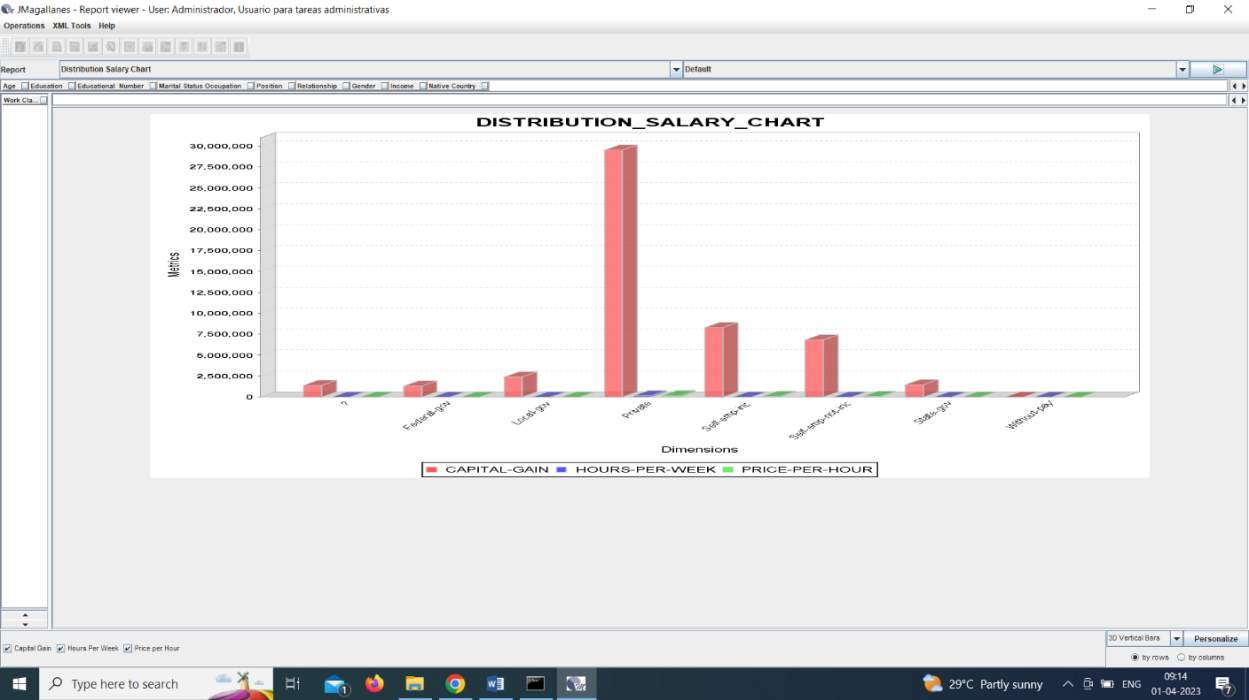 JMagallanes - Report viewer - User: Administrador, Usuario para tareas administrativas
Operations XML Tools Help
Report Distribution Salary Chart Default
Age Education Educational Number Marital Status Occupation Position Relationship Gender Income Native Country
Work Cla...
DISTRIBUTION_SALARY_CHART
30,000,000
27,500,000
25,000,000
22,500,000
20,000,000
17,500,000
15,000,000
12,500,000
10,000,000
7,500,000
5,000,000
2,500,000
0
Metrics
? Federal-gov Local-gov Private Self-emp-inc Self-emp-not-inc State-gov Without-pay
Dimensions
CAPITAL-GAIN HOURS-PER-WEEK PRICE-PER-HOUR
3D Vertical Bars Personalize
Capital Gain Hours Per Week Price per Hour
by rows by columns
Type here to search 1 29°C Partly sunny ENG 09:14
01-04-2023 7